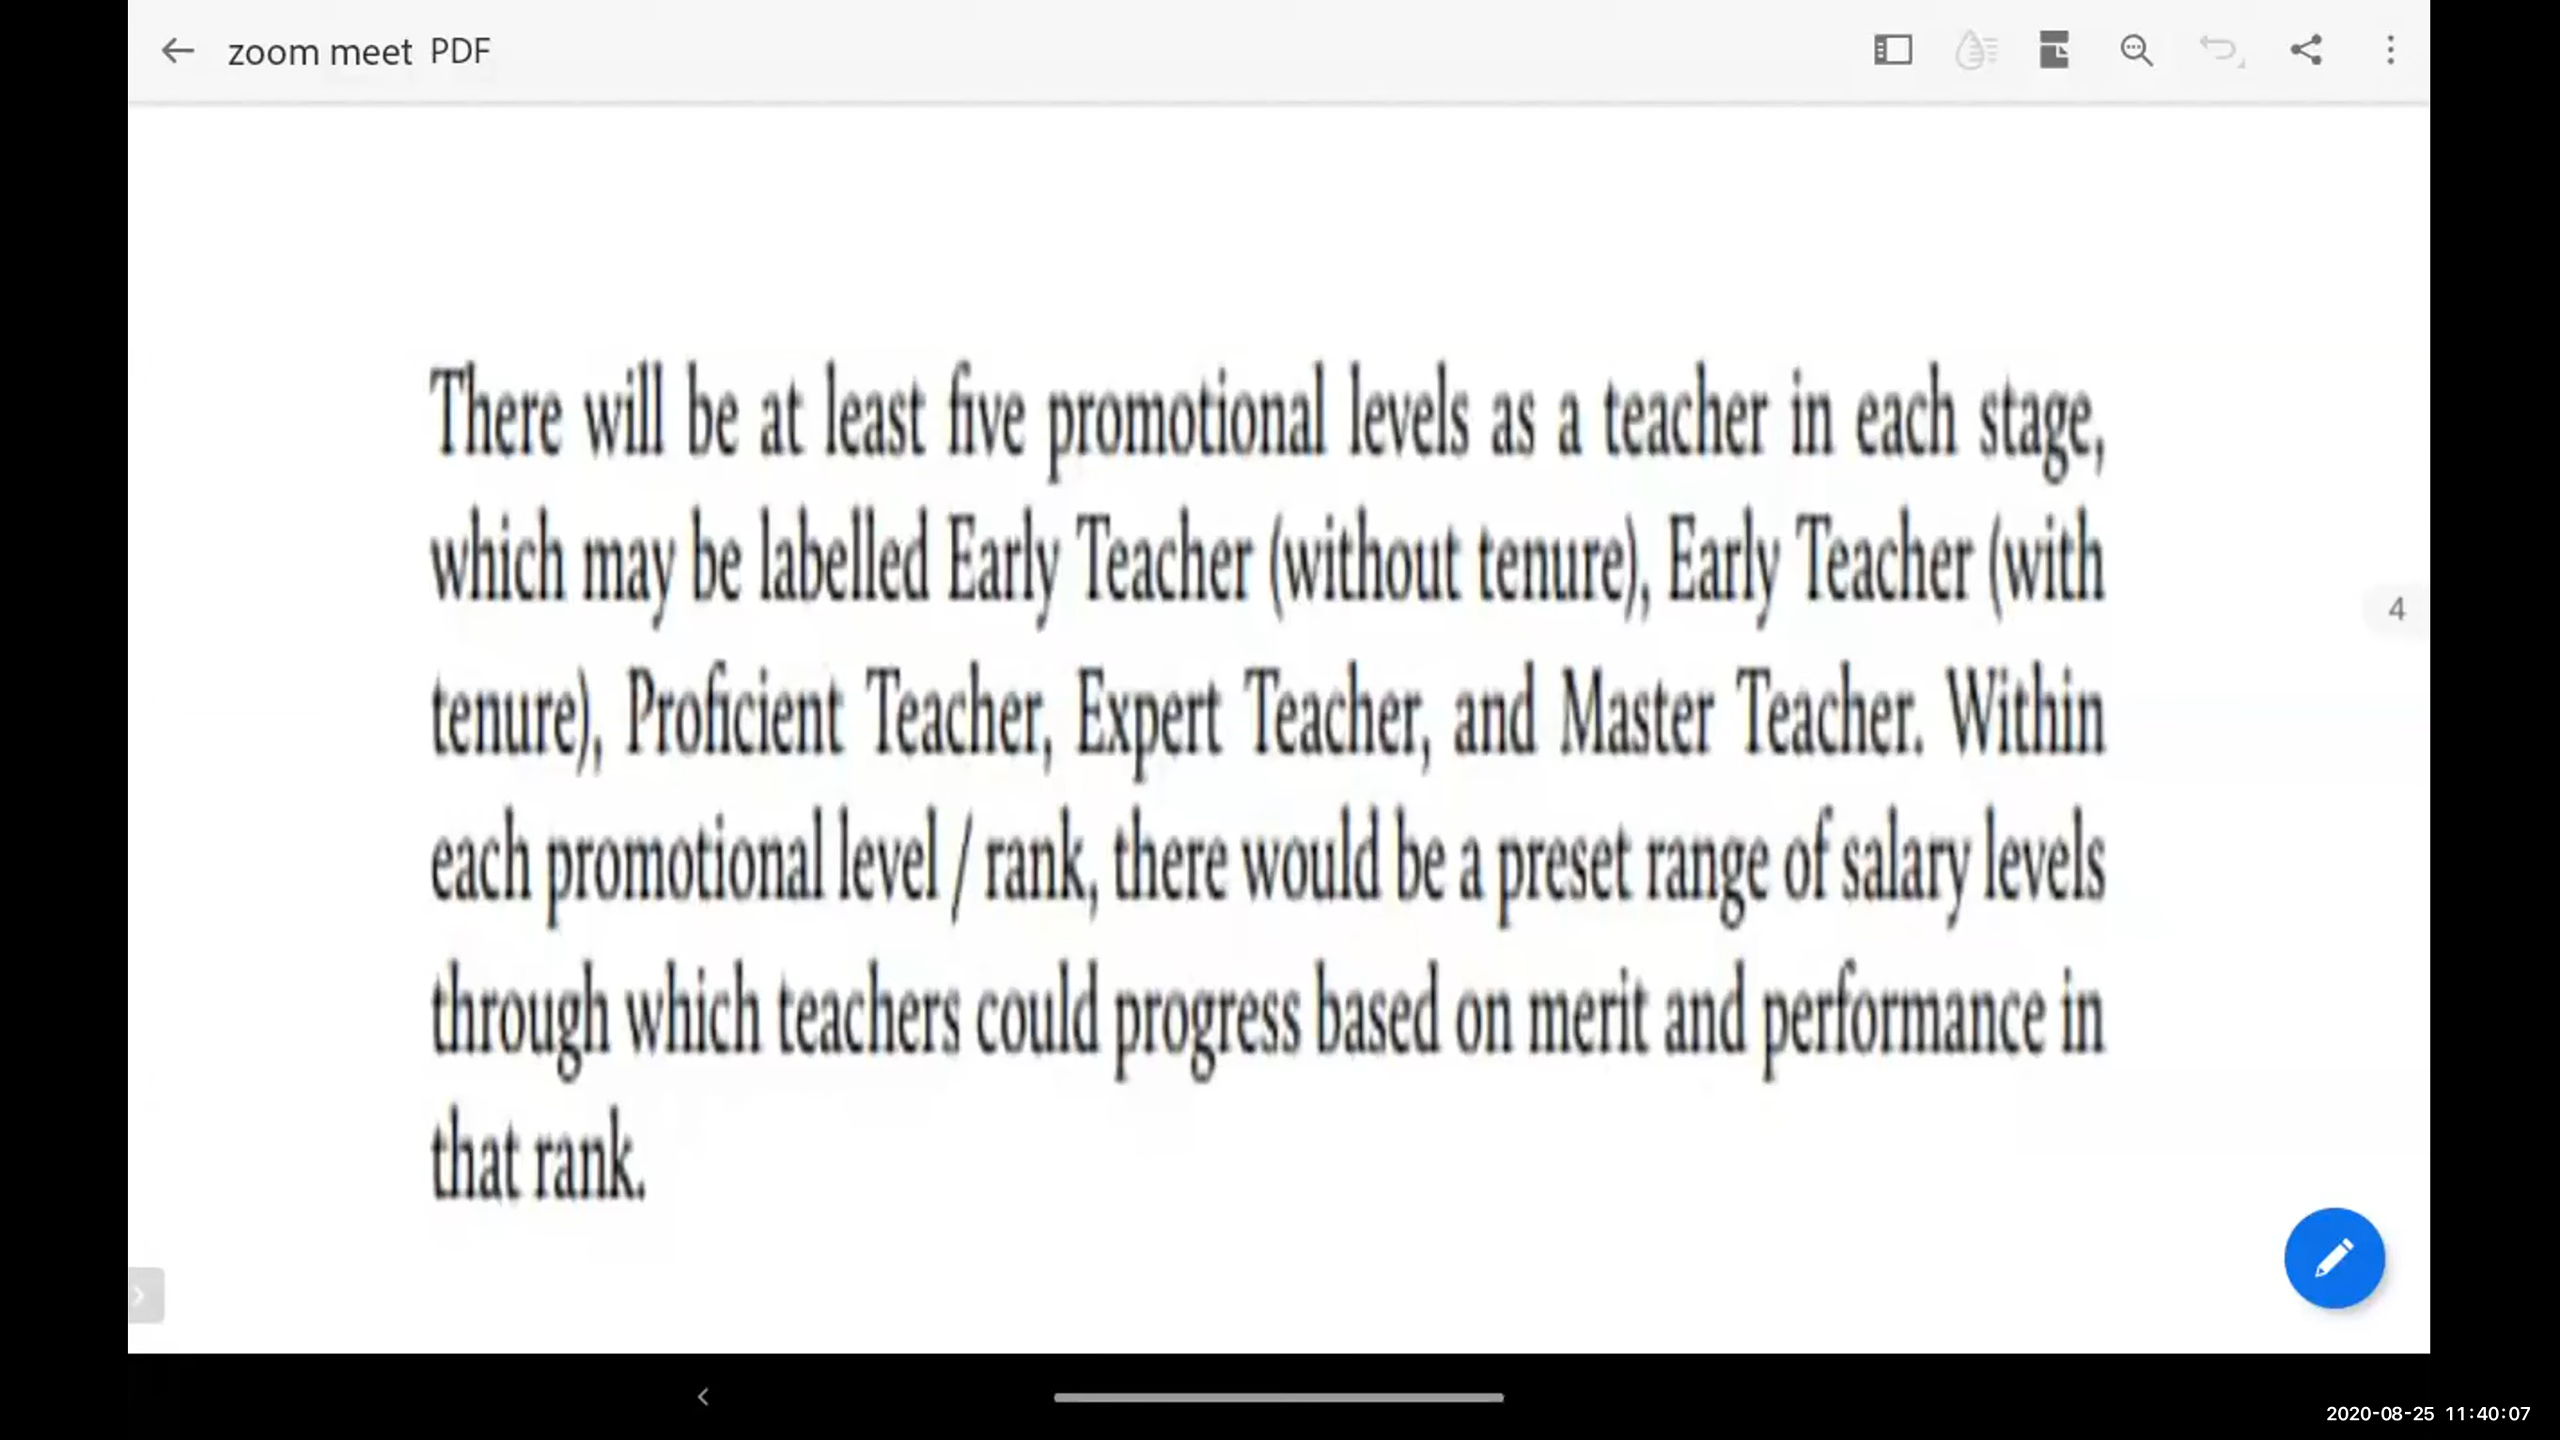 zoom meet PDF
There will be at least five promotional levels as a teacher in each stage,
which may be labelled Early Teacher (without tenure), Early Teacher (with
tenure), Proficient Teacher, Expert Teacher, and Master Teacher. Within
each promotional level / rank, there would be a preset range of salary levels
through which teachers could progress based on merit and performance in
that rank.
4
2020-08-25 11:40:07